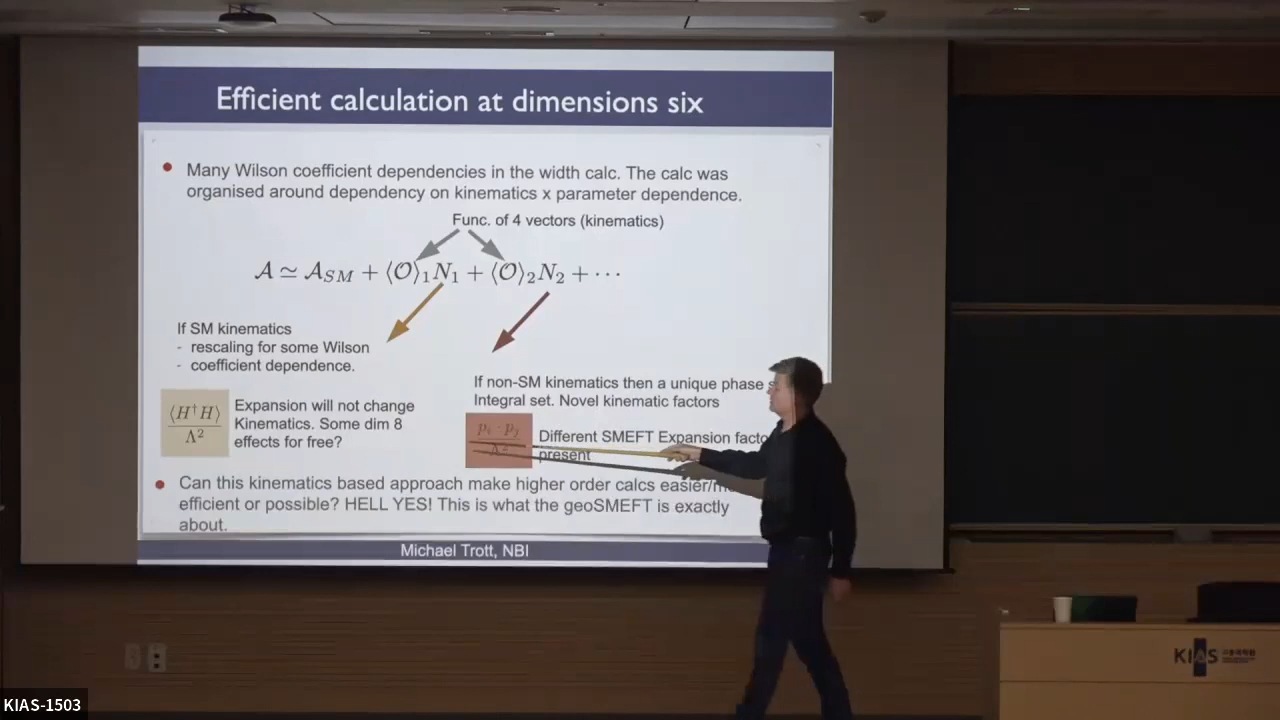 Efficient calculation at dimensions six
Many Wilson coefficient dependencies in the width calc. The calc was
organised around dependency on kinematics x parameter dependence.
Func. of 4 vectors (kinematics)
𝒜 ≃ 𝒜_SM + ⟨𝒪⟩₁N₁ + ⟨𝒪⟩₂N₂ + ⋯
If SM kinematics
- rescaling for some Wilson
- coefficient dependence.
If non-SM kinematics then a unique phase
Integral set. Novel kinematic factors
⟨H†H⟩
Λ²
Expansion will not change
Kinematics. Some dim 8
effects for free?
Different SMEFT Expansion facto
present
Can this kinematics based approach make higher order calcs easier/
efficient or possible? HELL YES! This is what the geoSMEFT is exactly
about.
Michael Trott, NBI
KIAS
KIAS-1503